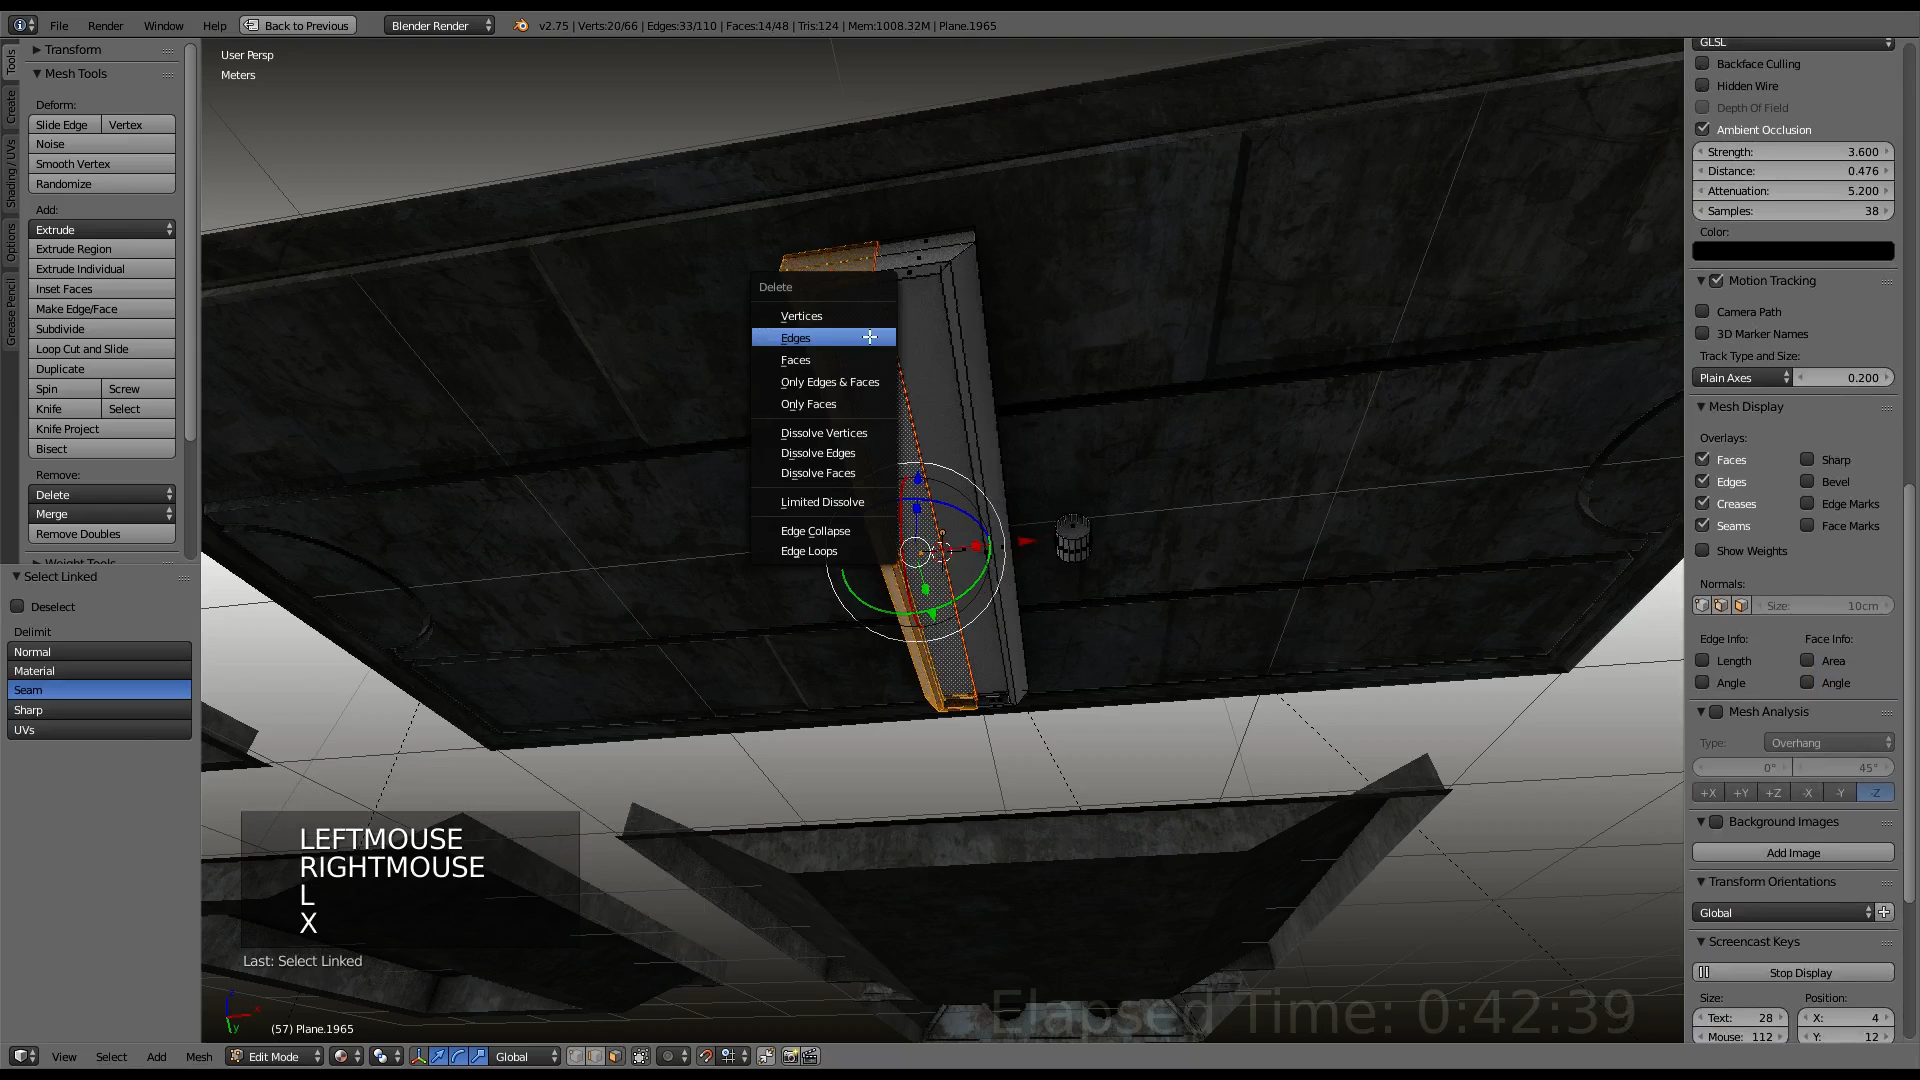 File Render Window Help Back to Previous Blender Render v2.75 | Verts:20/66 | Edges:33/110 | Faces:14/48 | Tris:124 | Mem:1008.32M | Plane.1965
Tools
Create
Shading / UVs
Options
Grease Pencil
Transform
Mesh Tools
Deform:
Slide Edge Vertex
Noise
Smooth Vertex
Randomize
Add:
Extrude
Extrude Region
Extrude Individual
Inset Faces
Make Edge/Face
Subdivide
Loop Cut and Slide
Duplicate
Spin Screw
Knife Select
Knife Project
Bisect
Remove:
Delete
Merge
Remove Doubles
Weight Tools
Select Linked
Deselect
Delimit
Normal
Material
Seam
Sharp
UVs
User Persp
Meters
Delete
Vertices
Edges
Faces
Only Edges & Faces
Only Faces
Dissolve Vertices
Dissolve Edges
Dissolve Faces
Limited Dissolve
Edge Collapse
Edge Loops
LEFTMOUSE
RIGHTMOUSE
L
X
Last: Select Linked
Elapsed Time: 0:42:39
z
x
y
(57) Plane.1965
View Select Add Mesh Edit Mode Global
GLSL
Backface Culling
Hidden Wire
Depth Of Field
Ambient Occlusion
Strength: 3.600
Distance: 0.476
Attenuation: 5.200
Samples: 38
Color:
Motion Tracking
Camera Path
3D Marker Names
Track Type and Size:
Plain Axes 0.200
Mesh Display
Overlays:
Faces Sharp
Edges Bevel
Creases Edge Marks
Seams Face Marks
Show Weights
Normals:
Size: 10cm
Edge Info: Face Info:
Length Area
Angle Angle
Mesh Analysis
Type: Overhang
0° 45°
+X +Y +Z -X -Y -Z
Background Images
Add Image
Transform Orientations
Global
Screencast Keys
Stop Display
Size: Position:
Text: 28 X: 4
Mouse: 112 Y: 12